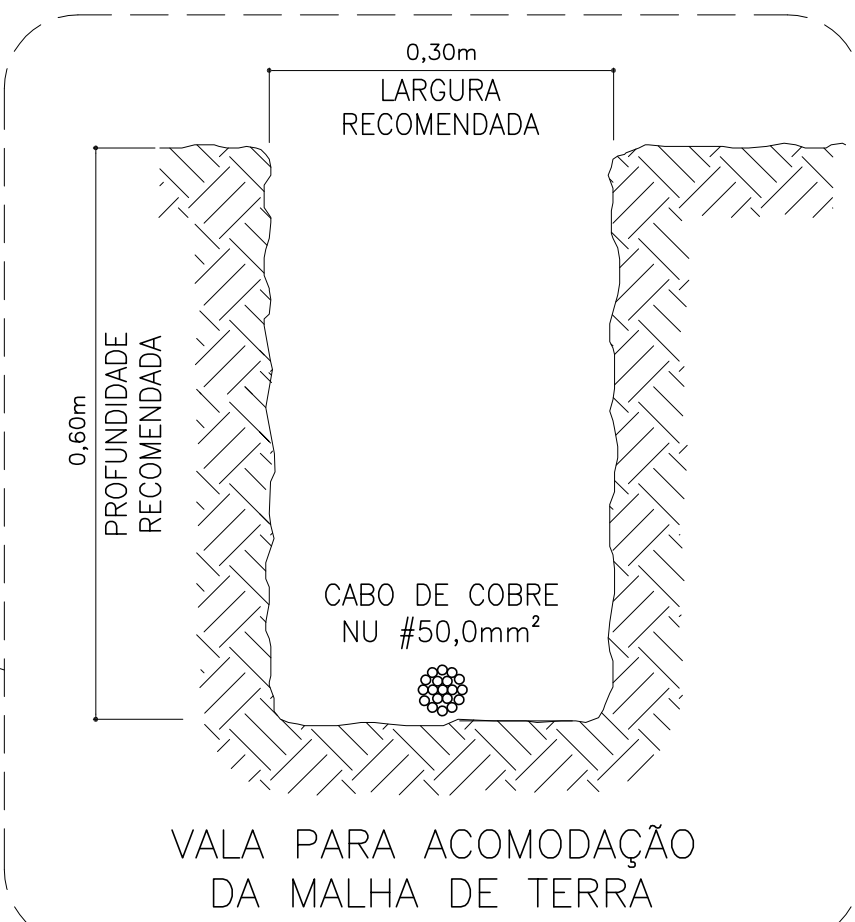 0,30m
LARGURA
RECOMENDADA
0,60m
PROFUNDIDADE
RECOMENDADA
CABO DE COBRE
NU #50,0mm²
VALA PARA ACOMODAÇÃO
DA MALHA DE TERRA